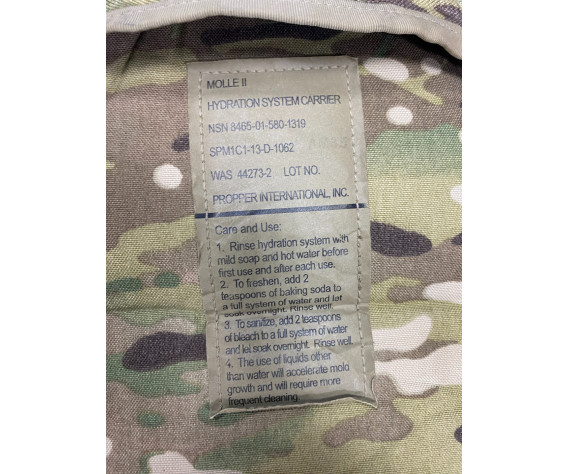 MOLLE II
HYDRATION SYSTEM CARRIER
NSN 8465-01-580-1319
SPM1C1-13-D-1062
WAS 44273-2 LOT NO.
PROPPER INTERNATIONAL, INC.
Care and Use:
1. Rinse hydration system with
mild soap and hot water before
first use and after each use.
2. To freshen, add 2
teaspoons of baking soda to
a full system of water and let
soak overnight. Rinse well.
3. To sanitize, add 2 teaspoons
of bleach to a full system of water
and let soak overnight. Rinse well.
4. The use of liquids other
than water will accelerate mold
growth and will require more
frequent cleaning.